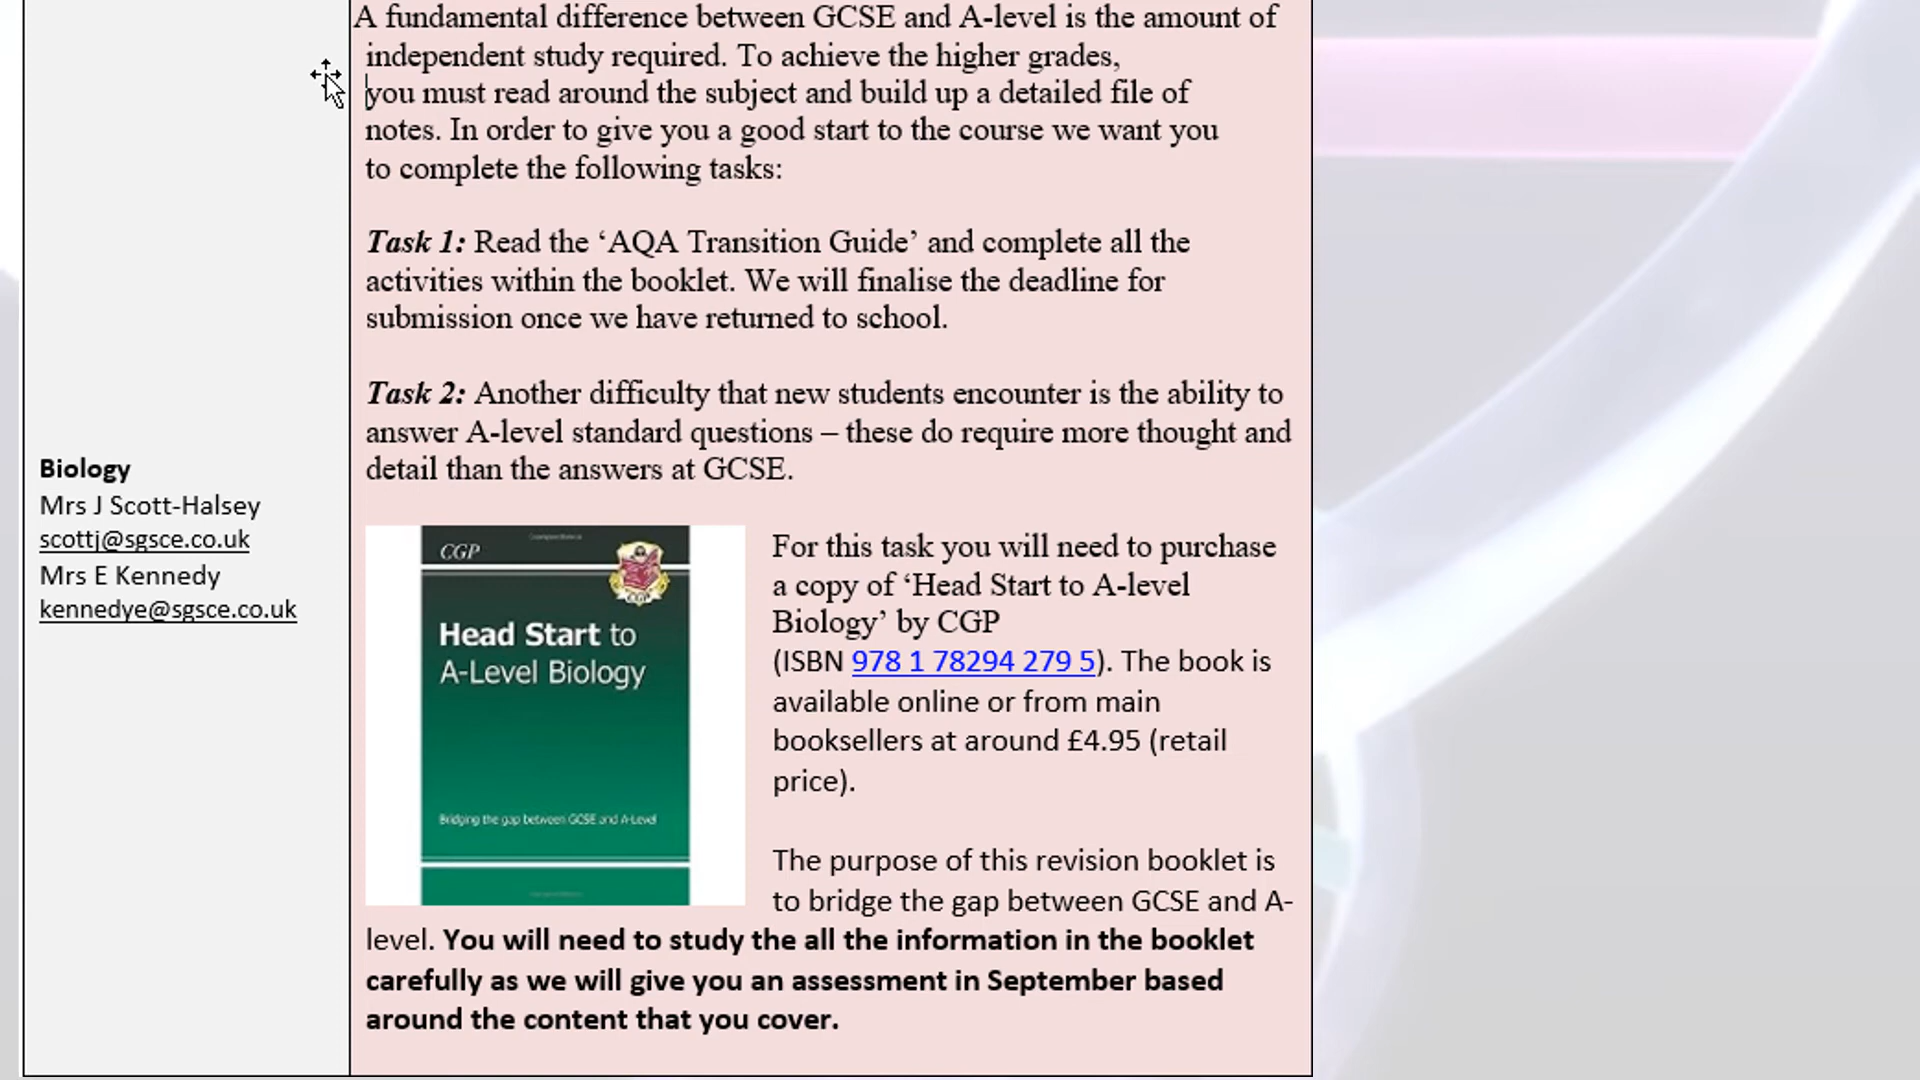 A fundamental difference between GCSE and A-level is the amount of
independent study required. To achieve the higher grades,
you must read around the subject and build up a detailed file of
notes. In order to give you a good start to the course we want you
to complete the following tasks:
Task 1: Read the ‘AQA Transition Guide’ and complete all the
activities within the booklet. We will finalise the deadline for
submission once we have returned to school.
Task 2: Another difficulty that new students encounter is the ability to
answer A-level standard questions – these do require more thought and
detail than the answers at GCSE.
Biology
Mrs J Scott-Halsey
scottj@sgsce.co.uk
Mrs E Kennedy
kennedye@sgsce.co.uk
CGP
CGP
Head Start to
A-Level Biology
Bridging the gap between GCSE and A-Level
For this task you will need to purchase
a copy of ‘Head Start to A-level
Biology’ by CGP
(ISBN 978 1 78294 279 5). The book is
available online or from main
booksellers at around £4.95 (retail
price).
The purpose of this revision booklet is
to bridge the gap between GCSE and A-
level. You will need to study the all the information in the booklet
carefully as we will give you an assessment in September based
around the content that you cover.